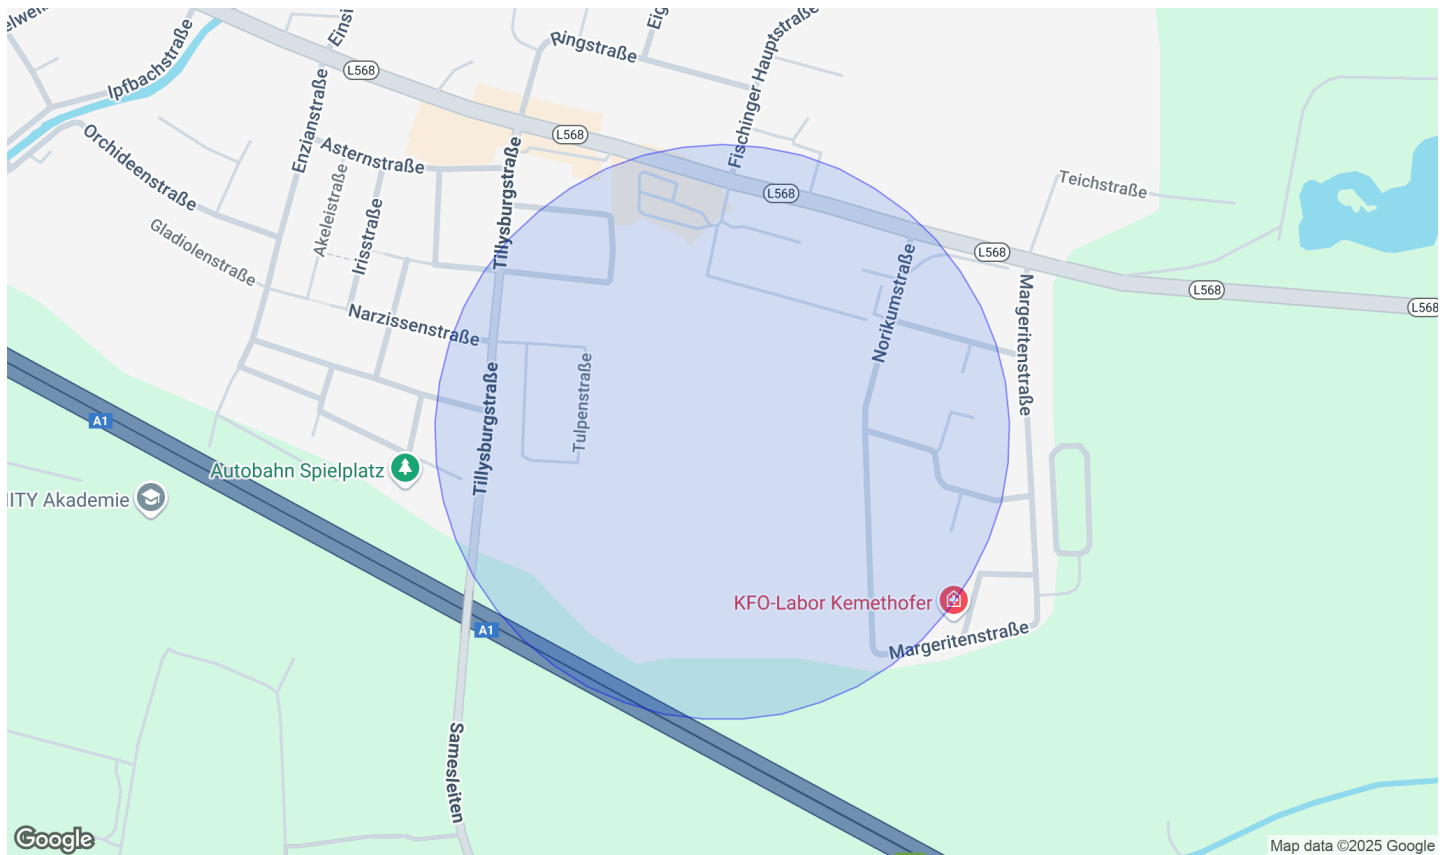 Einsi
Eig
Fischinger Hauptstraße
Ringstraße
Ipfbachstraße
L568
Enzianstraße
Orchideenstraße
Asternstraße
L568
Tillysburgstraße
Akeleistraße
Irisstraße
Gladiolenstraße
L568
Teichstraße
L568
L568
L568
Norikumstraße
Margeritenstraße
Narzissenstraße
Tulpenstraße
Tillysburgstraße
A1
Autobahn Spielplatz
ITY Akademie
KFO-Labor Kemethofer
A1
Margeritenstraße
Samesleiten
Google
Map data ©2025 Google